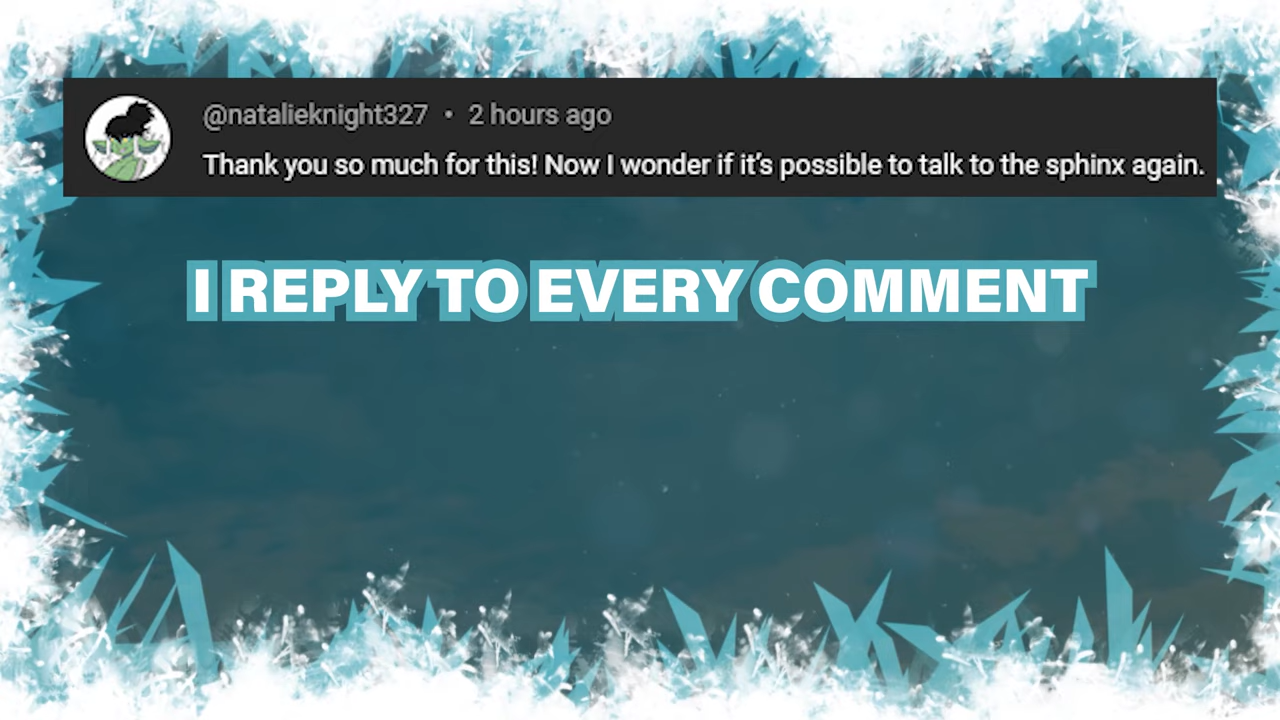 @natalieknight327 • 2 hours ago
Thank you so much for this! Now I wonder if it's possible to talk to the sphinx again.
I REPLY TO EVERY COMMENT